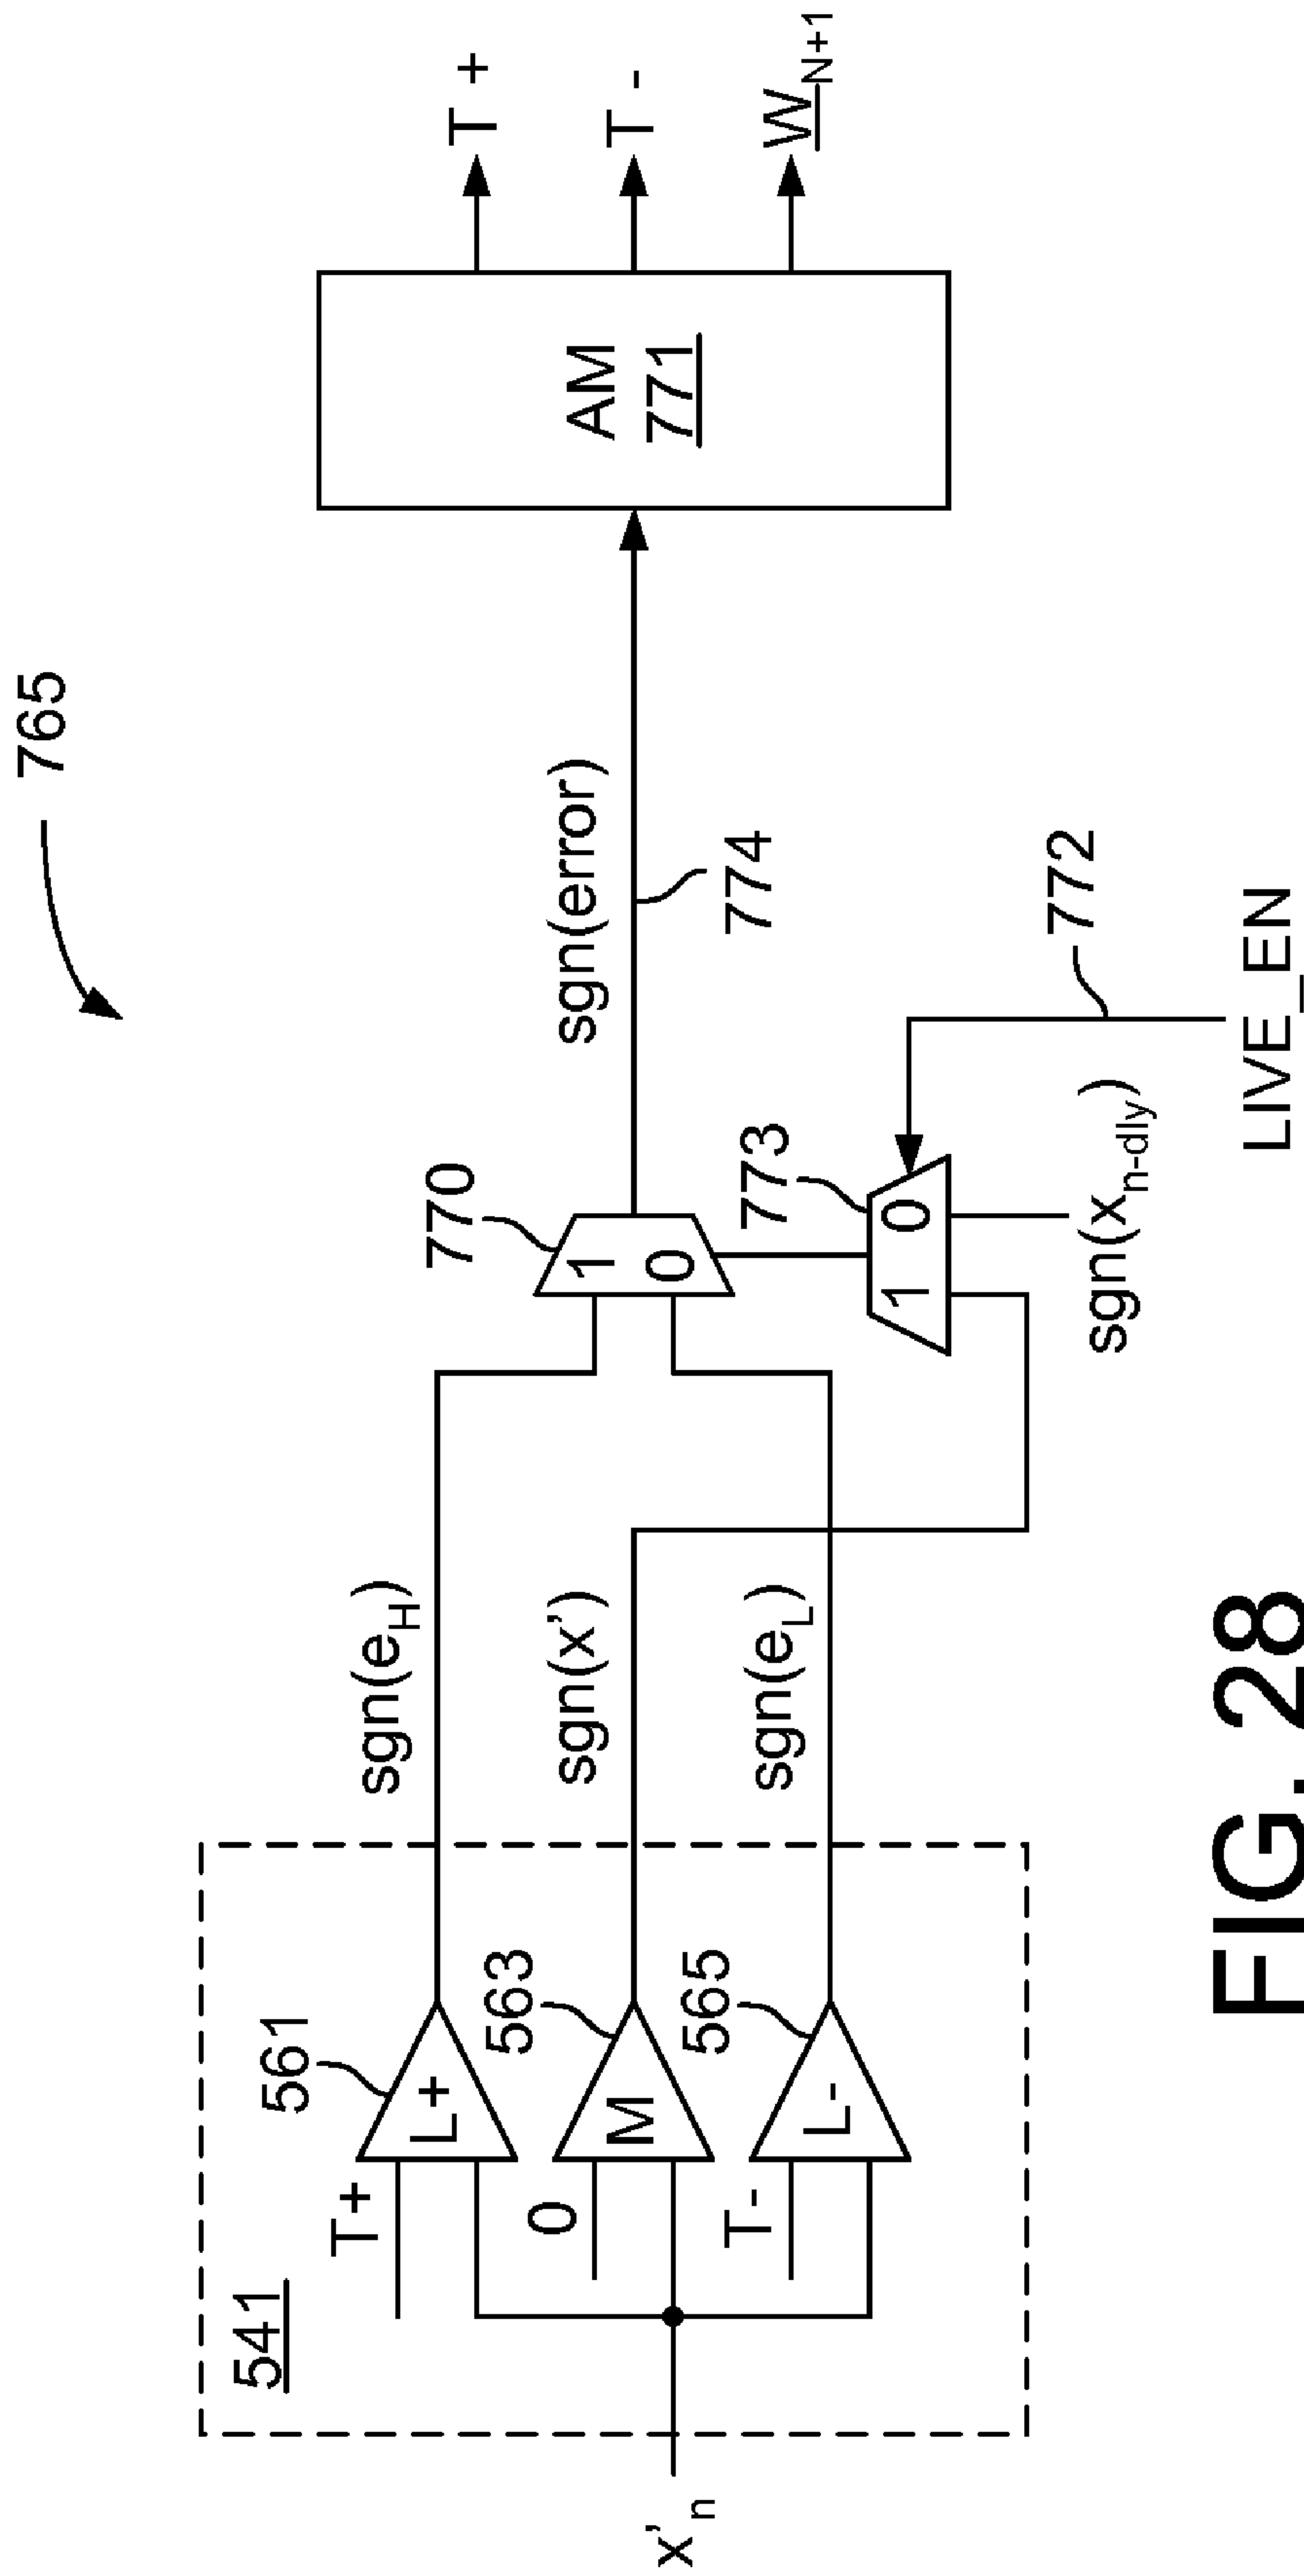 765
541
T+
561
L+
sgn(e_H)
0
563
M
sgn(x')
T-
565
L-
sgn(e_L)
x'_n
770
1
0
sgn(error)
774
773
1
0
sgn(x_n-dly)
772
LIVE_EN
AM
771
T +
T -
W_N+1
FIG. 28